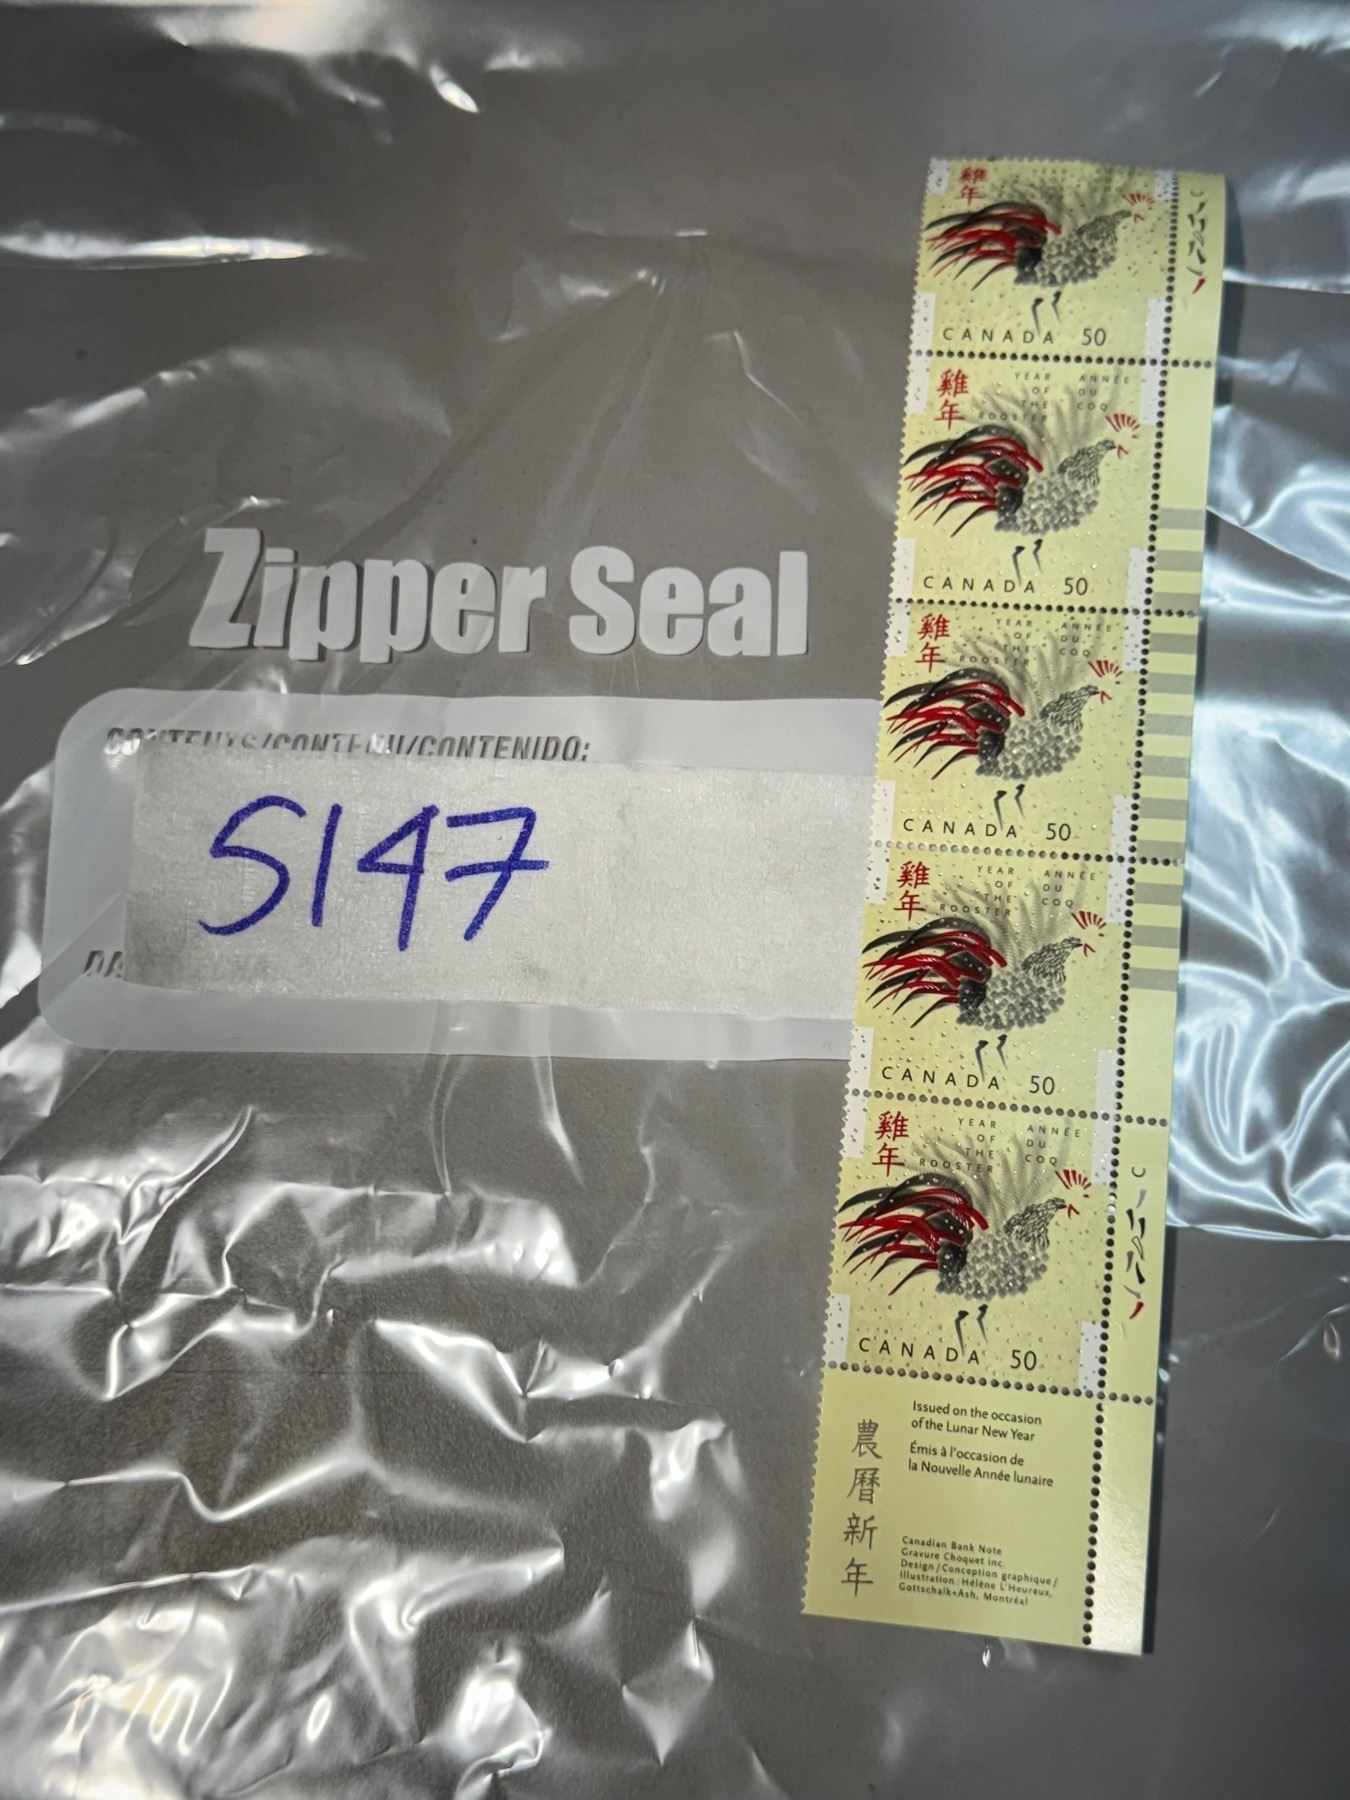 Zipper Seal
CONTENTS/CONTENU/CONTENIDO:
S147
雞年
CANADA 50
雞年
YEAR OF THE ROOSTER
ANNÉE DU COQ
CANADA 50
雞年
YEAR OF THE ROOSTER
ANNÉE DU COQ
CANADA 50
雞年
YEAR OF THE ROOSTER
ANNÉE DU COQ
CANADA 50
雞年
YEAR OF THE ROOSTER
ANNÉE DU COQ
CANADA 50
農曆新年
Issued on the occasion
of the Lunar New Year
Émis à l'occasion de
la Nouvelle Année lunaire
Canadian Bank Note
Gravure Choquet inc.
Design / Conception graphique /
Illustration : Hélène L'Heureux,
Gottschalk+Ash, Montréal